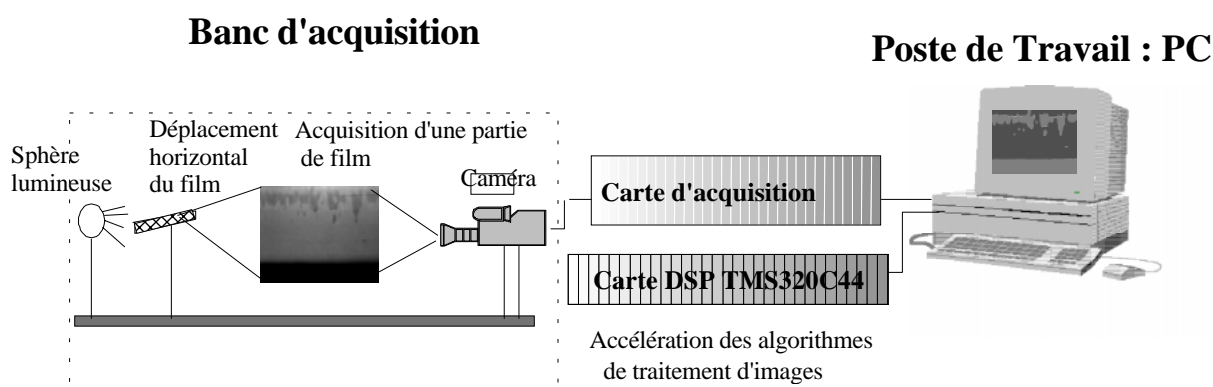 Banc d'acquisition
Poste de Travail : PC
Sphère
lumineuse
Déplacement
horizontal
du film
Acquisition d'une partie
de film
Caméra
Carte d'acquisition
Carte DSP TMS320C44
Accélération des algorithmes
de traitement d'images